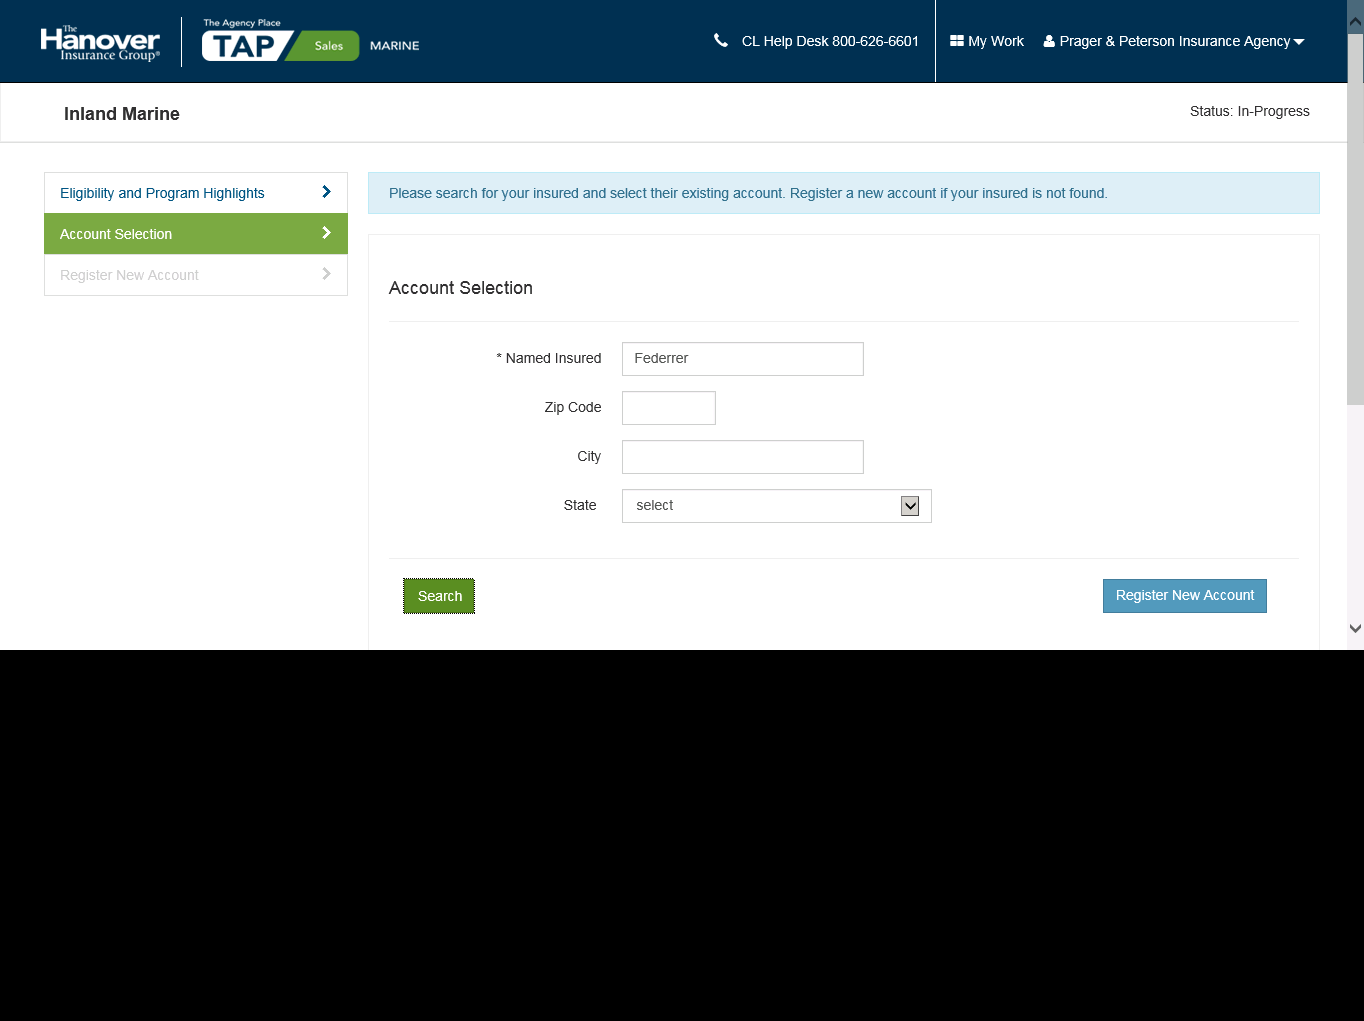 The Hanover Insurance Group®
The Agency Place
TAP Sales MARINE
CL Help Desk 800-626-6601
My Work
Prager & Peterson Insurance Agency
Inland Marine
Status: In-Progress
Eligibility and Program Highlights
Account Selection
Register New Account
Please search for your insured and select their existing account. Register a new account if your insured is not found.
Account Selection
* Named Insured Federrer
Zip Code
City
State select
Search
Register New Account